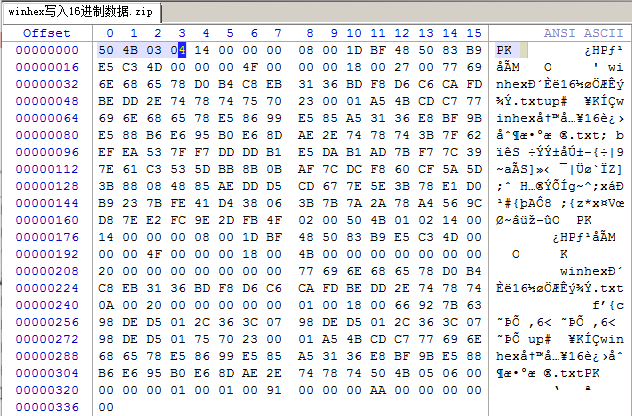 winhex写入16进制数据.zip
Offset 0 1 2 3 4 5 6 7 8 9 10 11 12 13 14 15 ANSI ASCII
00000000 50 4B 03 04 14 00 00 00 08 00 1D BF 48 50 83 B9 PK ¿HPƒ¹
00000016 E5 C3 4D 00 00 00 4F 00 00 00 18 00 27 00 77 69 åÃM O ' wi
00000032 6E 68 65 78 D0 B4 C8 EB 31 36 BD F8 D6 C6 CA FD nhexÐ´Èë16½øÖÆÊý
00000048 BE DD 2E 74 78 74 75 70 23 00 01 A5 4B CD C7 77 ¾Ý.txtup# ¥KÍÇw
00000064 69 6E 68 65 78 E5 86 99 E5 85 A5 31 36 E8 BF 9B inhexå†™å…¥16è¿›
00000080 E5 88 B6 E6 95 B0 E6 8D AE 2E 74 78 74 3B 7F 62 åˆ¶æ•°æ ®.txt; b
00000096 EF EA 53 7F F7 DD DD B1 E5 DA B1 AD 7B F7 7C 39 ïêS ÷ÝÝ±åÚ±-{÷|9
00000112 7E 61 C3 53 5D BB 8B 0B AF 7C DC F8 60 CF 5A 5D ~aÃS]»‹ ¯|Üø`ÏZ]
00000128 3B 88 08 48 85 AE DD D5 CD 67 7E 5E 3B 78 E1 D0 ;ˆ H…®ÝÕÍg~^;xáÐ
00000144 B9 23 7B FE 41 D4 38 06 3B 7B 7A 2A 78 A4 56 9C ¹#{þAÔ8 ;{z*x¤Vœ
00000160 D8 7E E2 FC 9E 2D FB 4F 02 00 50 4B 01 02 14 00 Ø~âüž-ûO PK
00000176 14 00 00 00 08 00 1D BF 48 50 83 B9 E5 C3 4D 00 ¿HPƒ¹åÃM
00000192 00 00 4F 00 00 00 18 00 4B 00 00 00 00 00 00 00 O K
00000208 20 00 00 00 00 00 00 00 77 69 6E 68 65 78 D0 B4 winhexÐ´
00000224 C8 EB 31 36 BD F8 D6 C6 CA FD BE DD 2E 74 78 74 Èë16½øÖÆÊý¾Ý.txt
00000240 0A 00 20 00 00 00 00 00 01 00 18 00 66 92 7B 63 f’{c
00000256 98 DE D5 01 2C 36 3C 07 98 DE D5 01 2C 36 3C 07 ˜ÞÕ ,6< ˜ÞÕ ,6<
00000272 98 DE D5 01 75 70 23 00 01 A5 4B CD C7 77 69 6E ˜ÞÕ up# ¥KÍÇwin
00000288 68 65 78 E5 86 99 E5 85 A5 31 36 E8 BF 9B E5 88 hexå†™å…¥16è¿›åˆ
00000304 B6 E6 95 B0 E6 8D AE 2E 74 78 74 50 4B 05 06 00 ¶æ•°æ ®.txtPK
00000320 00 00 00 01 00 01 00 91 00 00 00 AA 00 00 00 00 ‘ ª
00000336 00